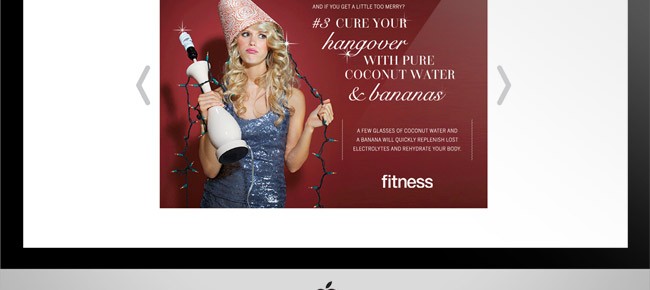 AND IF YOU GET A LITTLE TOO MERRY?
#3 CURE YOUR
hangover
WITH PURE
COCONUT WATER
& bananas
A FEW GLASSES OF COCONUT WATER AND
A BANANA WILL QUICKLY REPLENISH LOST
ELECTROLYTES AND REHYDRATE YOUR BODY.
fitness